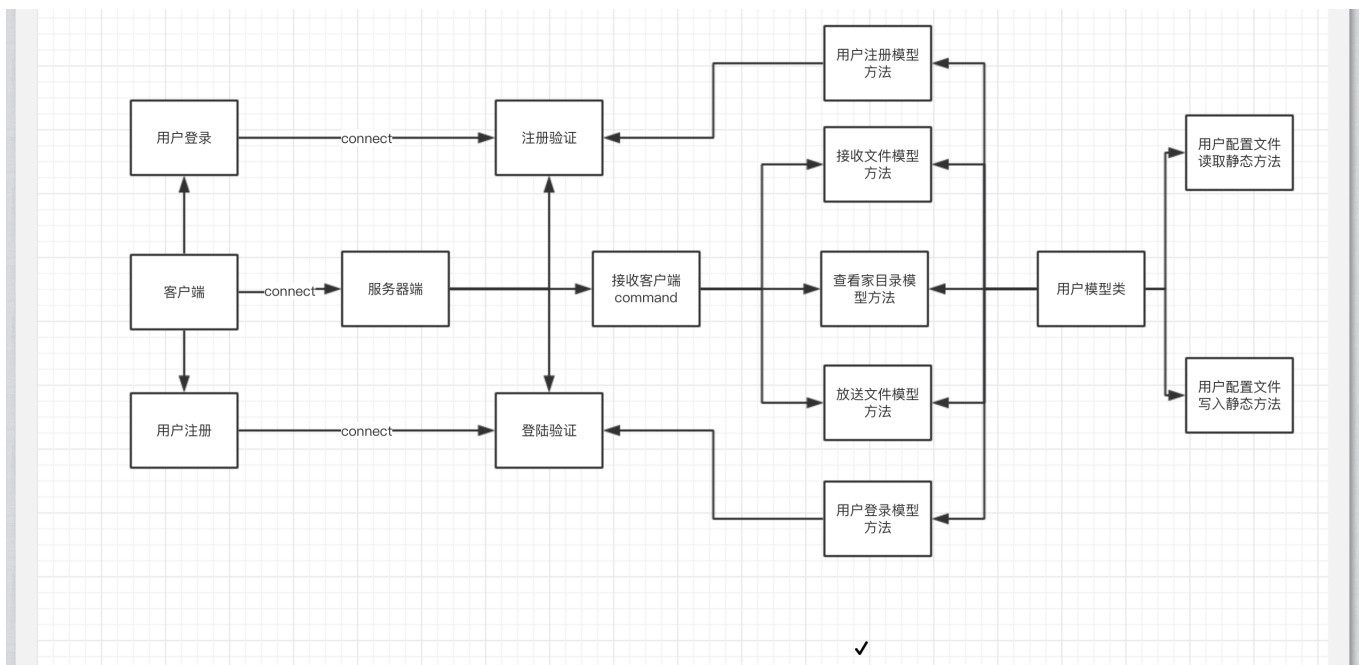 用户注册模型
方法
用户登录
connect
注册验证
接收文件模型
方法
用户配置文件
读取静态方法
客户端
connect
服务器端
接收客户端
command
查看家目录模
型方法
用户模型类
放送文件模型
方法
用户配置文件
写入静态方法
用户注册
connect
登陆验证
用户登录模型
方法